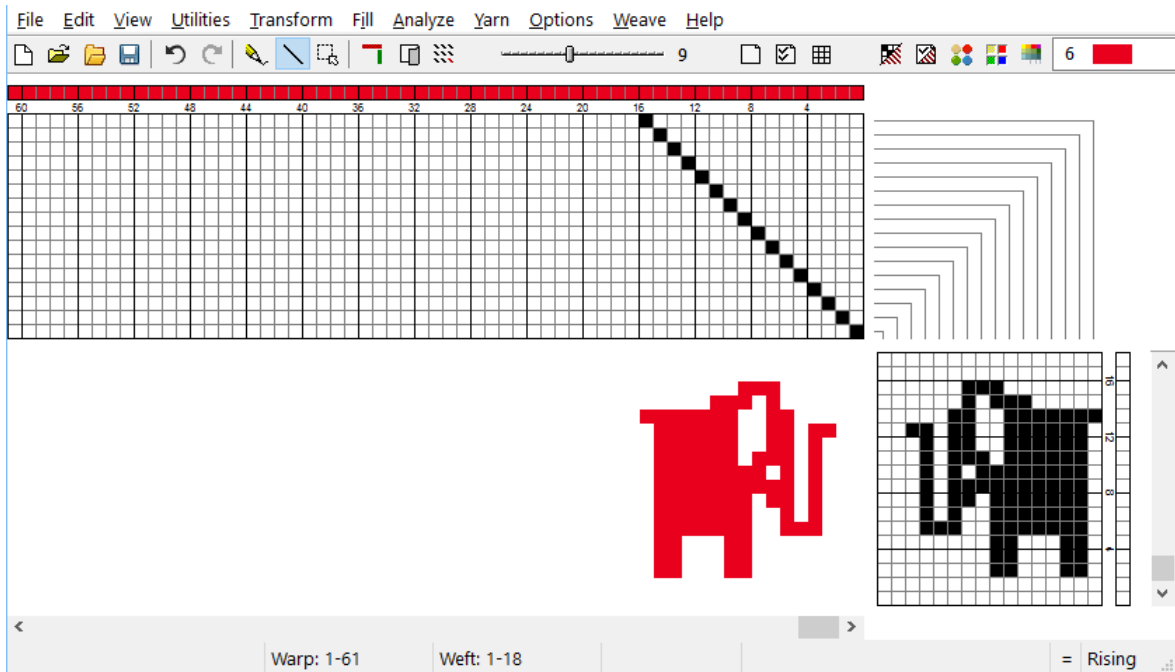 File Edit View Utilities Transform Fill Analyze Yarn Options Weave Help
9 6
60 56 52 48 44 40 36 32 28 24 20 16 12 8 4
16
12
8
4
Warp: 1-61 Weft: 1-18 = Rising